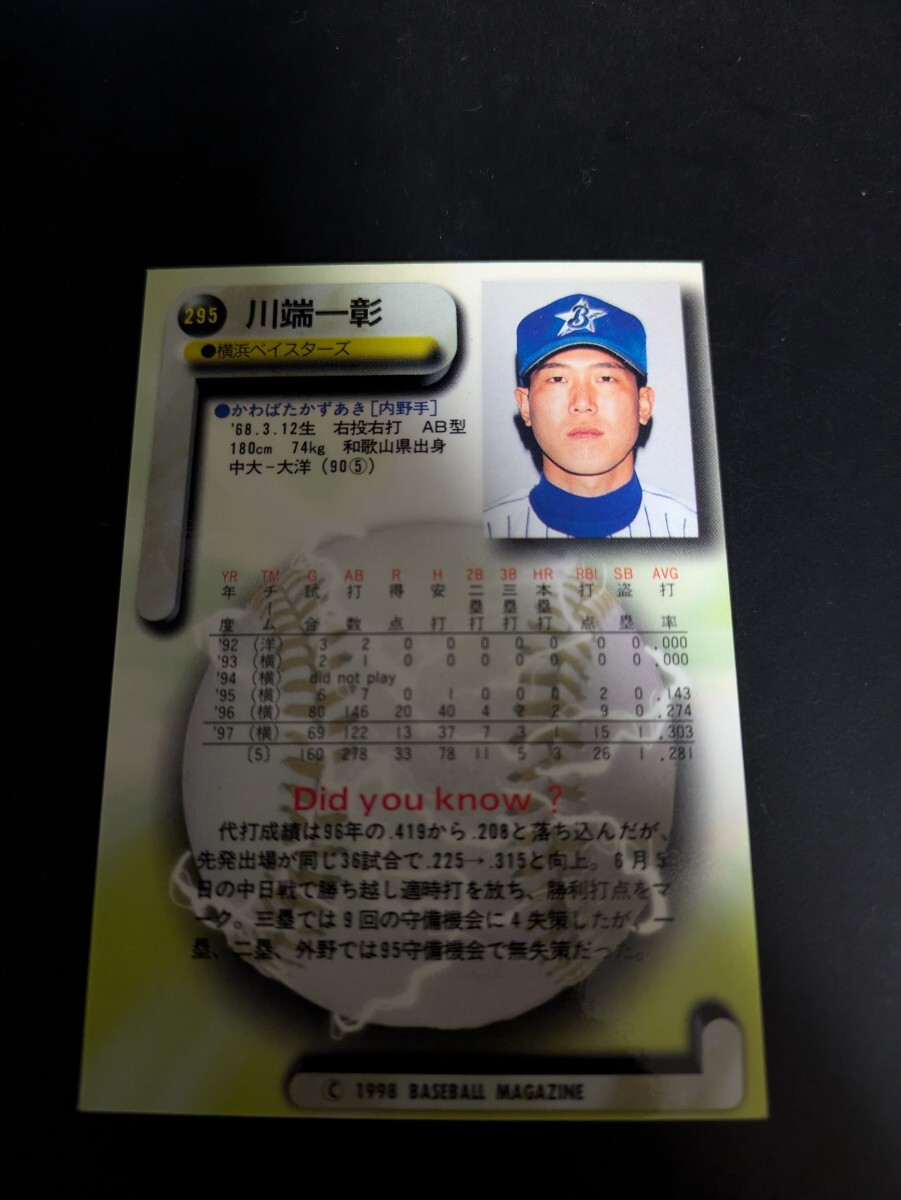 295 川端一彰
●横浜ベイスターズ
B
●かわばたかずあき[内野手]
'68.3.12生 右投右打 AB型
180cm 74kg 和歌山県出身
中大－大洋（90⑤）
YR TM G AB R H 2B 3B HR RBI SB AVG
年度 チーム 試合 打数 得点 安打 二塁打 三塁打 本塁打 打点 盗塁 打率
'92 (洋) 3 2 0 0 0 0 0 0 0 .000
'93 (横) 2 1 0 0 0 0 0 0 0 .000
'94 (横) did not play
'95 (横) 6 7 0 1 0 0 0 2 0 .143
'96 (横) 80 146 20 40 4 2 2 9 0 .274
'97 (横) 69 122 13 37 7 3 1 15 1 .303
〔5〕 160 278 33 78 11 5 3 26 1 .281
Did you know ?
代打成績は96年の.419から.208と落ち込んだが、
先発出場が同じ36試合で.225→.315と向上。6月5
日の中日戦で勝ち越し適時打を放ち、勝利打点をマ
ーク。三塁では9回の守備機会に4失策したが、一
塁、二塁、外野では95守備機会で無失策だった。
© 1998 BASEBALL MAGAZINE